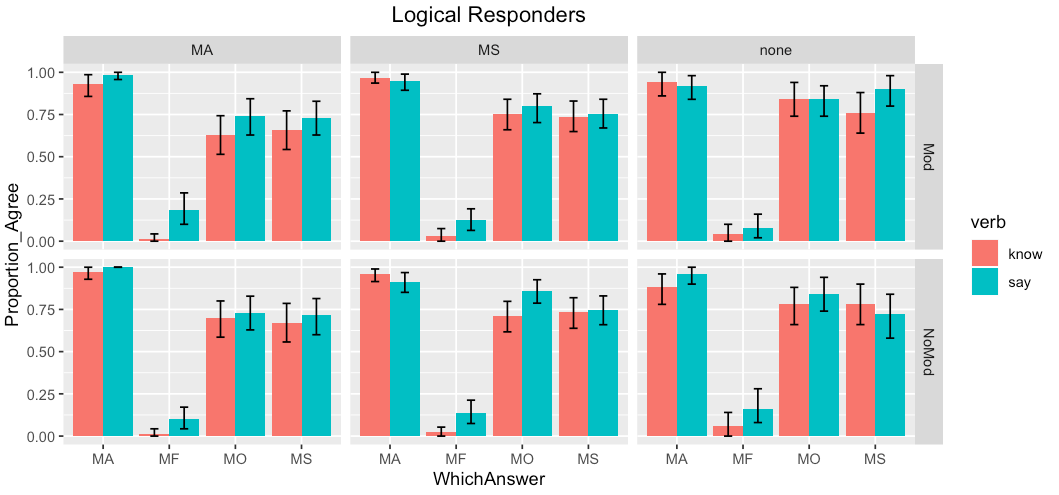 Logical Responders
MA MS none
Proportion_Agree
1.00
0.75
0.50
0.25
0.00
Mod
1.00
0.75
0.50
0.25
0.00
NoMod
MA MF MO MS MA MF MO MS MA MF MO MS
WhichAnswer
verb
know
say